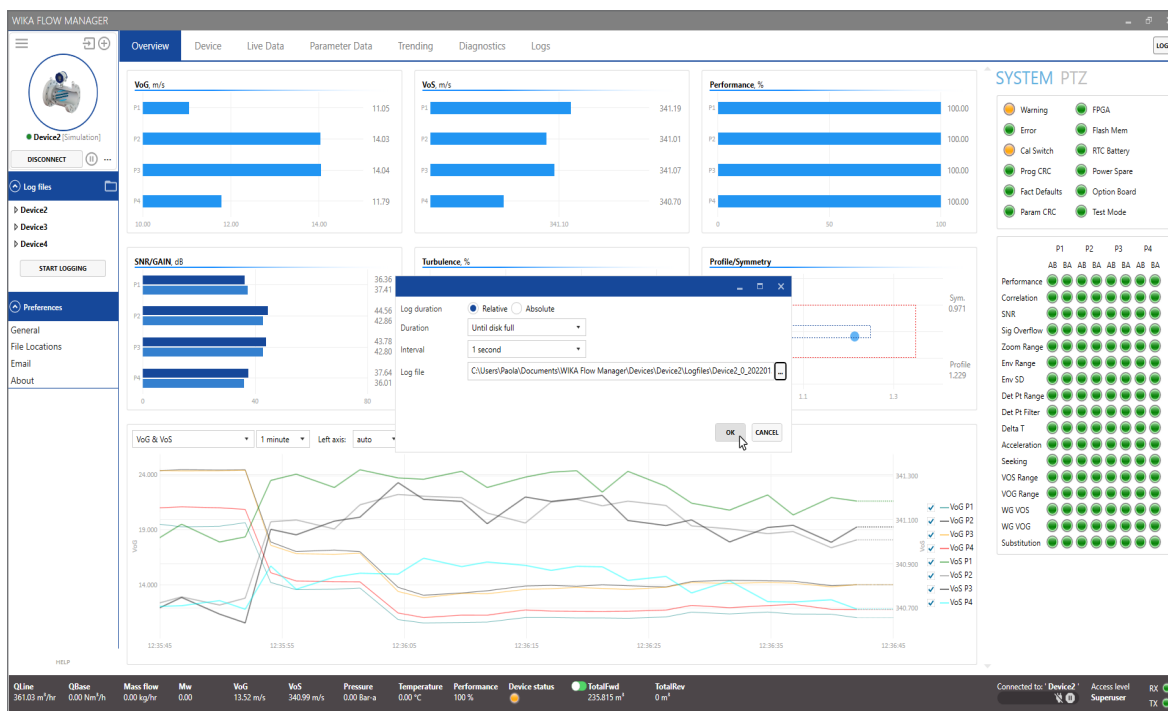 WIKA FLOW MANAGER
Overview Device Live Data Parameter Data Trending Diagnostics Logs
LOG
Device2 [Simulation]
DISCONNECT ...
Log files
Device2
Device3
Device4
START LOGGING
Preferences
General
File Locations
Email
About
HELP
VoG, m/s
P1 11.05
P2 14.03
P3 14.04
P4 11.79
10.00 12.00 14.00
VoS, m/s
P1 341.19
P2 341.01
P3 341.07
P4 340.70
341.10
Performance, %
P1 100.00
P2 100.00
P3 100.00
P4 100.00
0 50 100
SNR/GAIN, dB
P1 36.36
37.41
P2 44.56
42.86
P3 43.78
42.80
P4 37.64
36.01
0 40 80
Turbulence, %
Profile/Symmetry
Sym.
0.971
Profile
1.229
1.1 1.3
Log duration Relative Absolute
Duration Until disk full
Interval 1 second
Log file C:\Users\Paola\Documents\WIKA Flow Manager\Devices\Device2\Logfiles\Device2_0_202201 ...
OK CANCEL
VoG & VoS 1 minute Left axis: auto
24.000
19.000
14.000
VoG
341.300
341.100
340.900
340.700
VoG
12:35:45 12:35:55 12:36:05 12:36:15 12:36:25 12:36:35 12:36:45
VoG P1
VoG P2
VoG P3
VoG P4
VoS P1
VoS P2
VoS P3
VoS P4
SYSTEM PTZ
Warning FPGA
Error Flash Mem
Cal Switch RTC Battery
Prog CRC Power Spare
Fact Defaults Option Board
Param CRC Test Mode
P1 P2 P3 P4
AB BA AB BA AB BA AB BA
Performance
Correlation
SNR
Sig Overflow
Zoom Range
Env Range
Env SD
Det Pt Range
Det Pt Filter
Delta T
Acceleration
Seeking
VOS Range
VOG Range
WG VOS
WG VOG
Substitution
QLine QBase Mass flow Mw VoG VoS Pressure Temperature Performance Device status TotalFwd TotalRev
361.03 m³/hr 0.00 Nm³/h 0.00 kg/hr 0.00 13.52 m/s 340.99 m/s 0.00 Bar-a 0.00 °C 100 % 235.815 m³ 0 m³
Connected to: ' Device2 ' Access level RX
Superuser TX